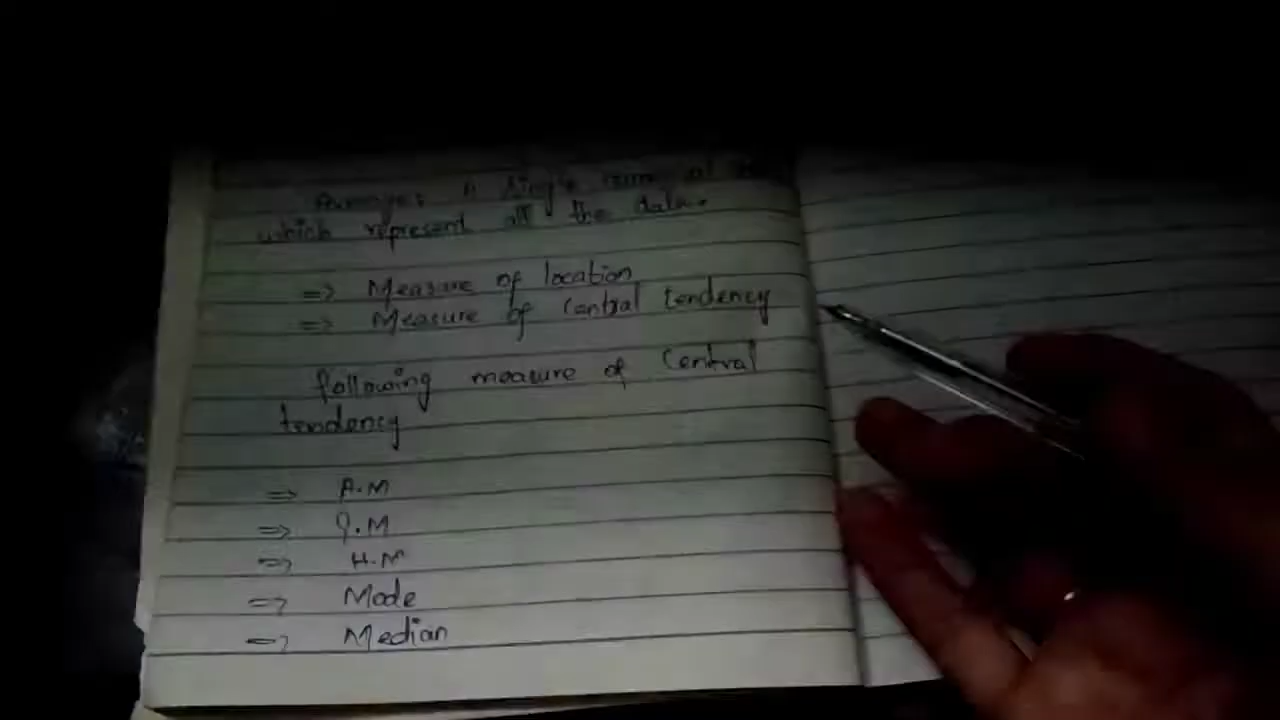 Average: A single numerical
which represent all the data.
=> Measure of location
=> Measure of Central tendency
following measure of Central
tendency
=> A.M
=> G.M
=> H.M
=> Mode
=> Median